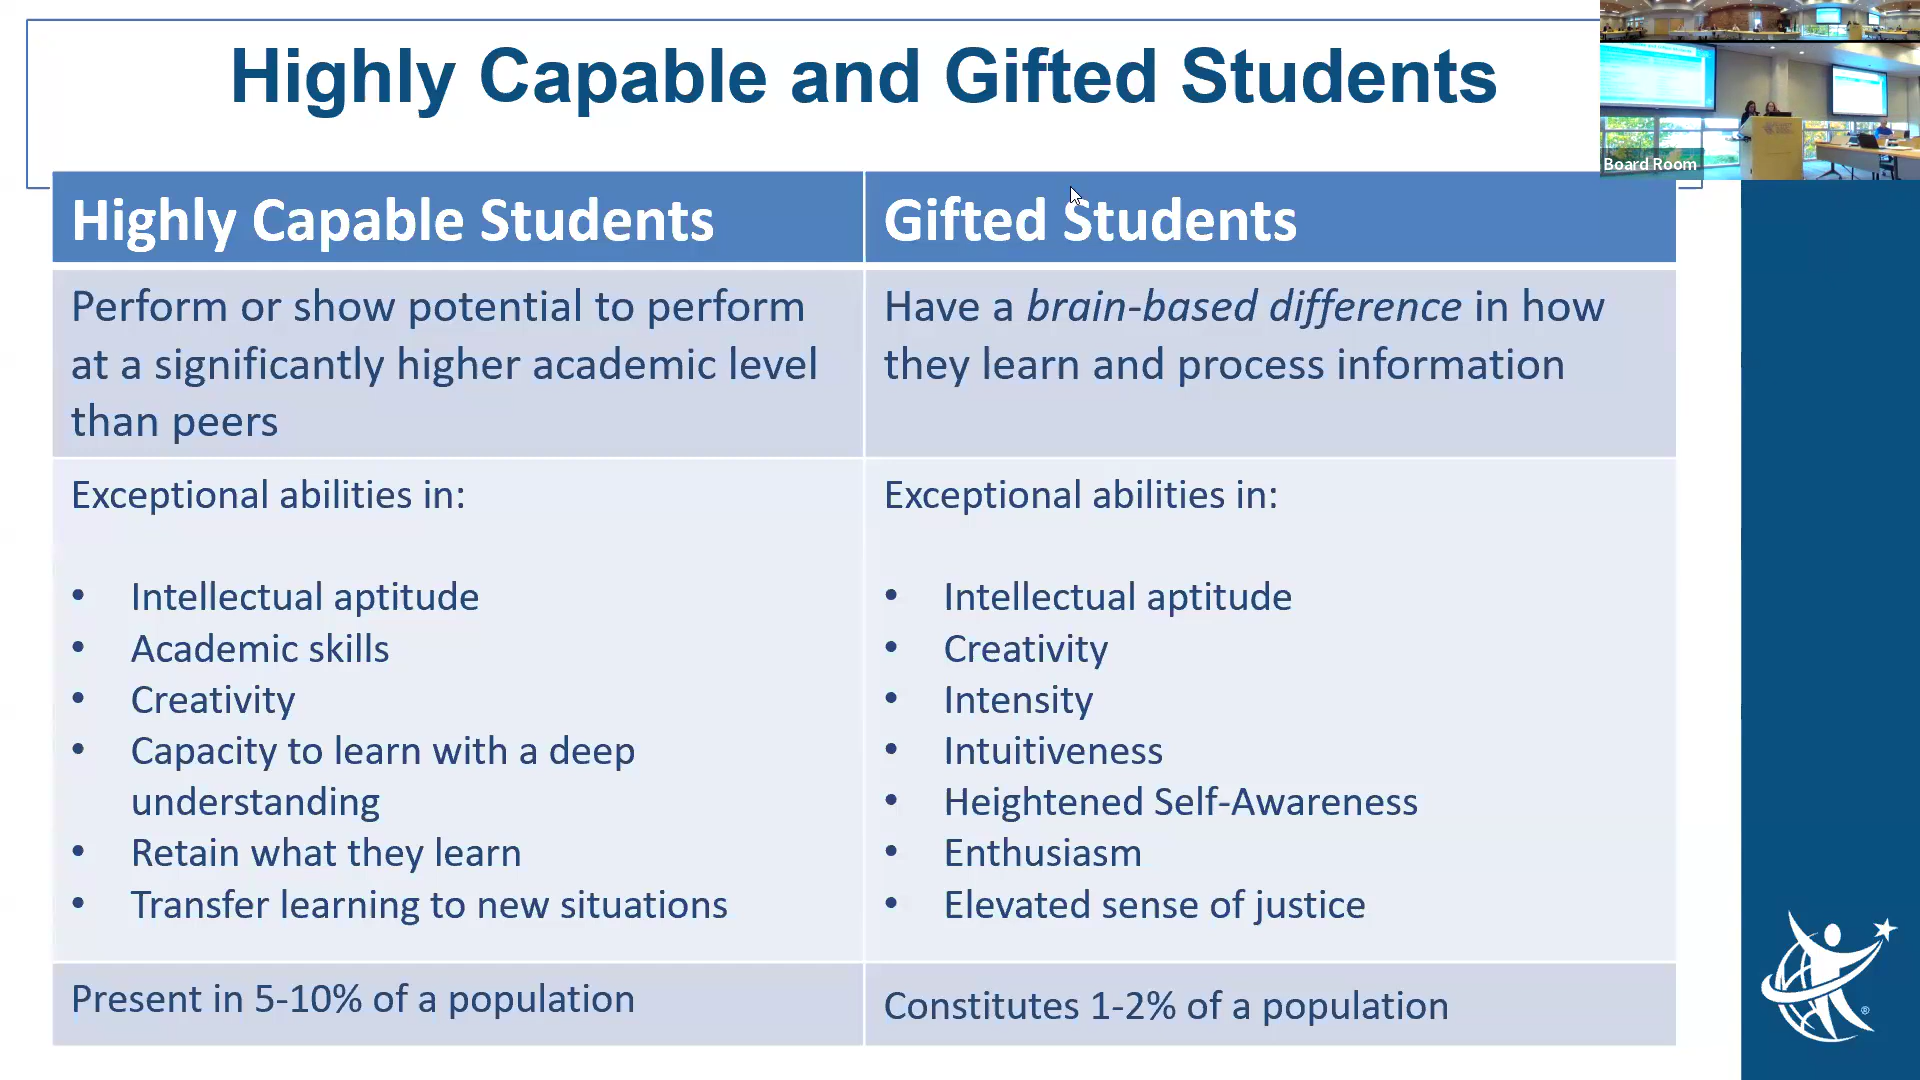 Highly Capable and Gifted Students
Board Room
Highly Capable Students
Gifted Students
Perform or show potential to perform
at a significantly higher academic level
than peers
Have a brain-based difference in how
they learn and process information
Exceptional abilities in:
• Intellectual aptitude
• Academic skills
• Creativity
• Capacity to learn with a deep
understanding
• Retain what they learn
• Transfer learning to new situations
Exceptional abilities in:
• Intellectual aptitude
• Creativity
• Intensity
• Intuitiveness
• Heightened Self-Awareness
• Enthusiasm
• Elevated sense of justice
Present in 5-10% of a population
Constitutes 1-2% of a population
®